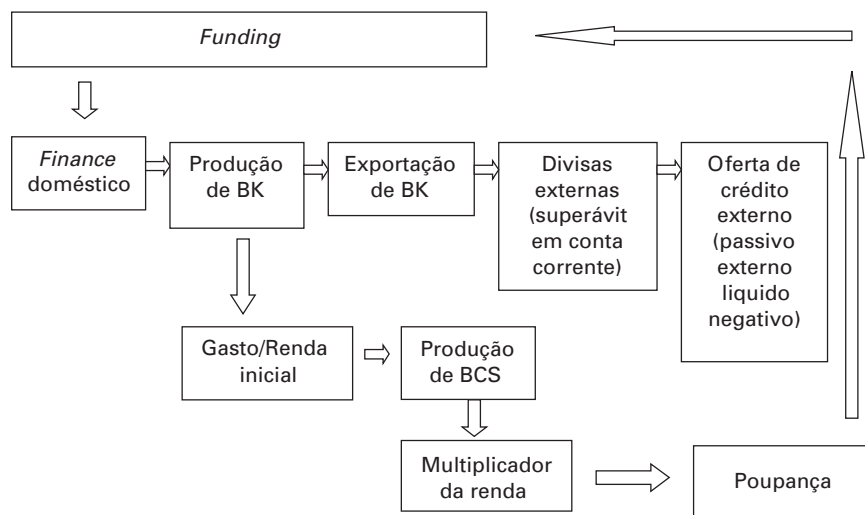 Funding
Finance
doméstico
Produção
de BK
Exportação
de BK
Divisas
externas
(superávit
em conta
corrente)
Oferta de
crédito
externo
(passivo
externo
liquido
negativo)
Gasto/Renda
inicial
Produção
de BCS
Multiplicador
da renda
Poupança